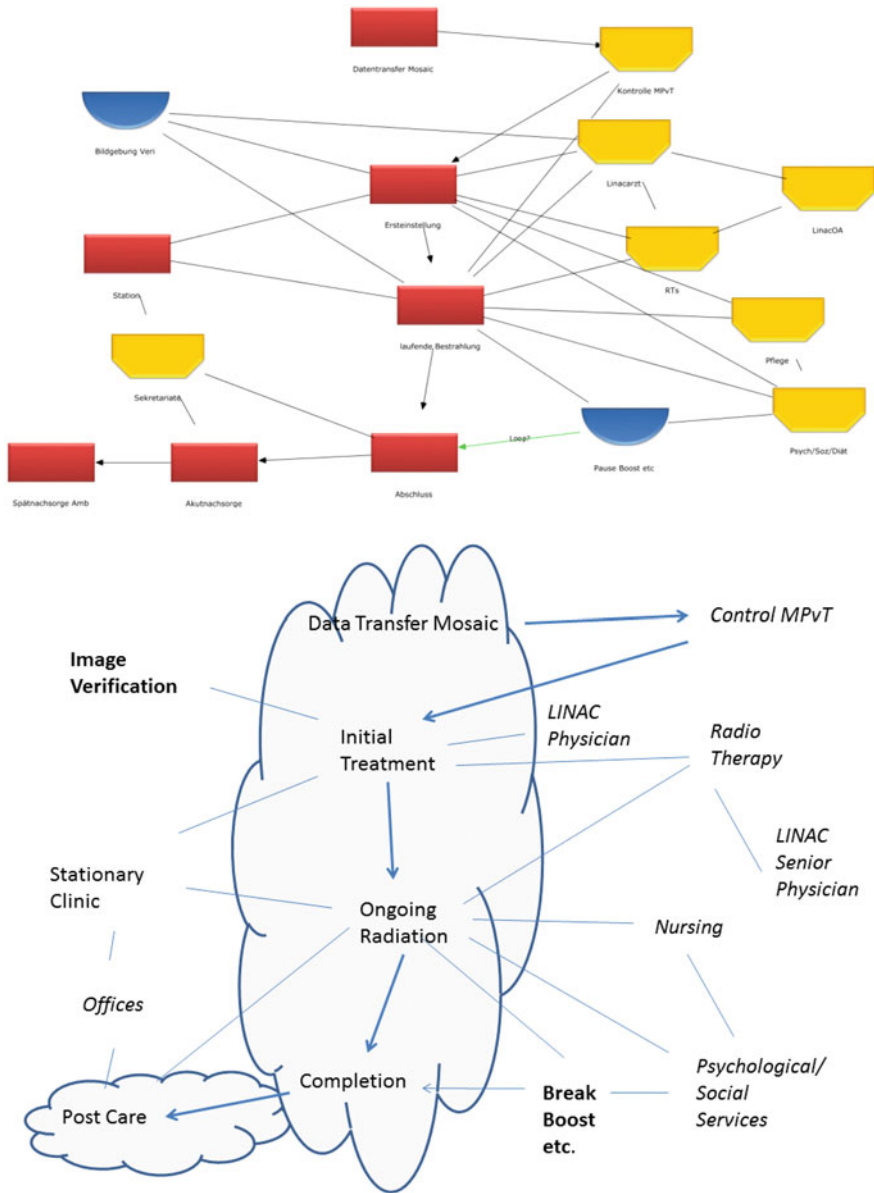 Datentransfer Mosaic
Kontrolle MPvT
Bildgebung Veri
Linacarzt
LinacOA
Ersteinstellung
RTs
Station
laufende Bestrahlung
Pflege
Sekretariate
Loop?
Psych/Soz/Diät
Pause Boost etc
Spätnachsorge Amb
Akutnachsorge
Abschluss
Data Transfer Mosaic
Control MPvT
Image
Verification
LINAC
Physician
Radio
Therapy
Initial
Treatment
LINAC
Senior
Physician
Stationary
Clinic
Ongoing
Radiation
Nursing
Offices
Completion
Break
Boost
etc.
Psychological/
Social
Services
Post Care